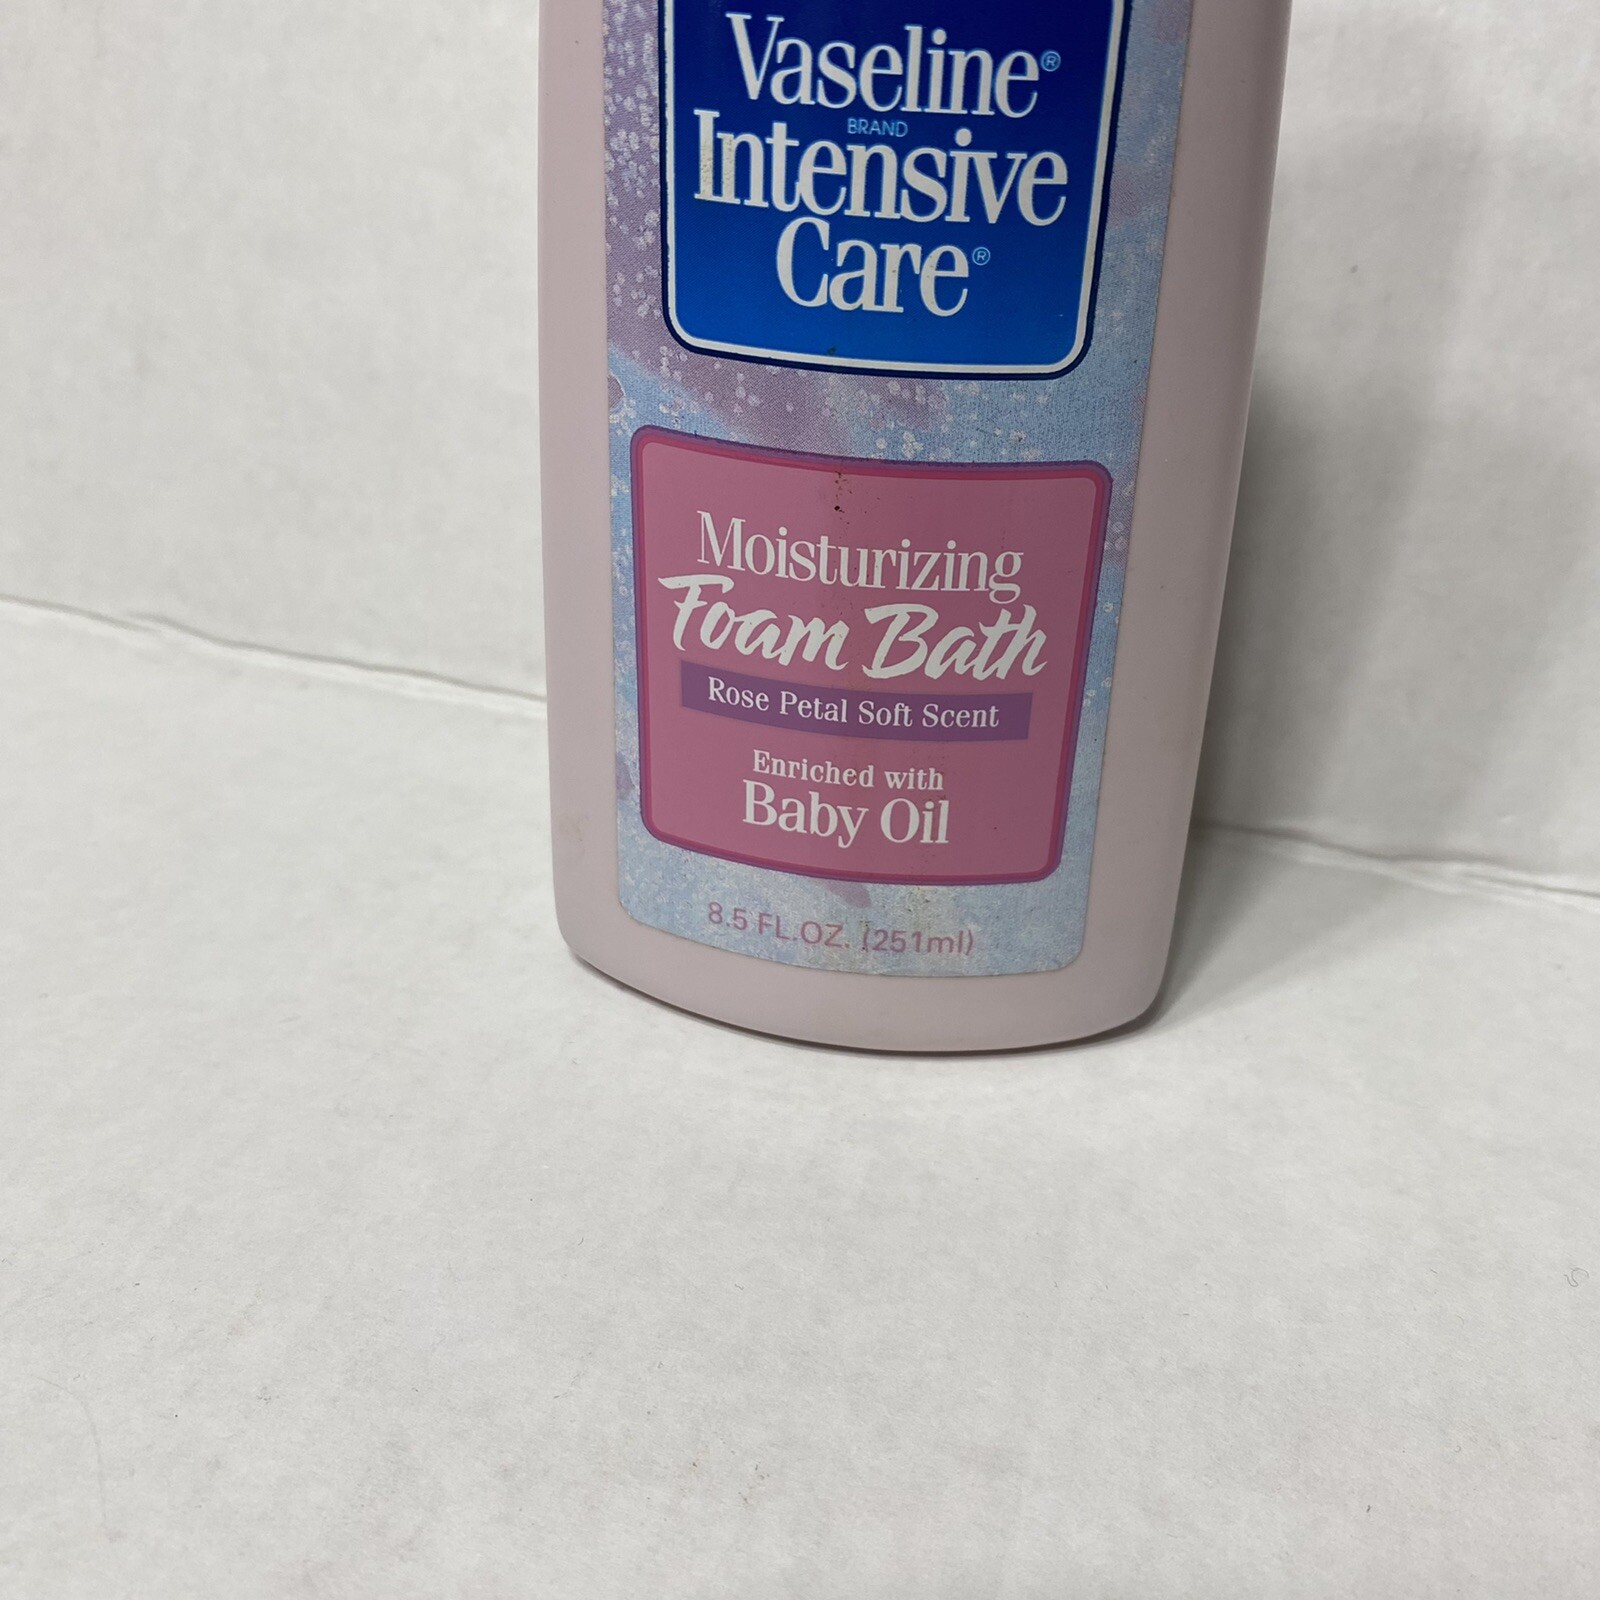 Vaseline®
BRAND
Intensive
Care®
Moisturizing
Foam Bath
Rose Petal Soft Scent
Enriched with
Baby Oil
8.5 FL.OZ. (251ml)